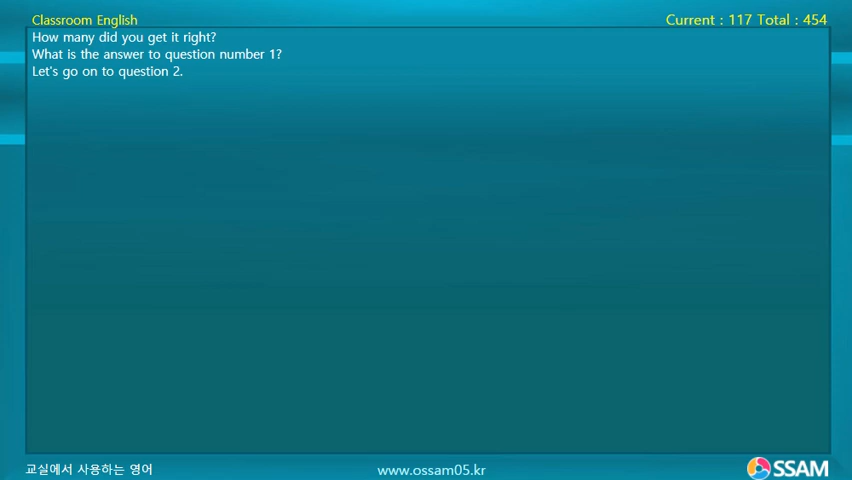 Classroom English
Current : 117 Total : 454
How many did you get it right?
What is the answer to question number 1?
Let's go on to question 2.
교실에서 사용하는 영어
www.ossam05.kr
SSAM